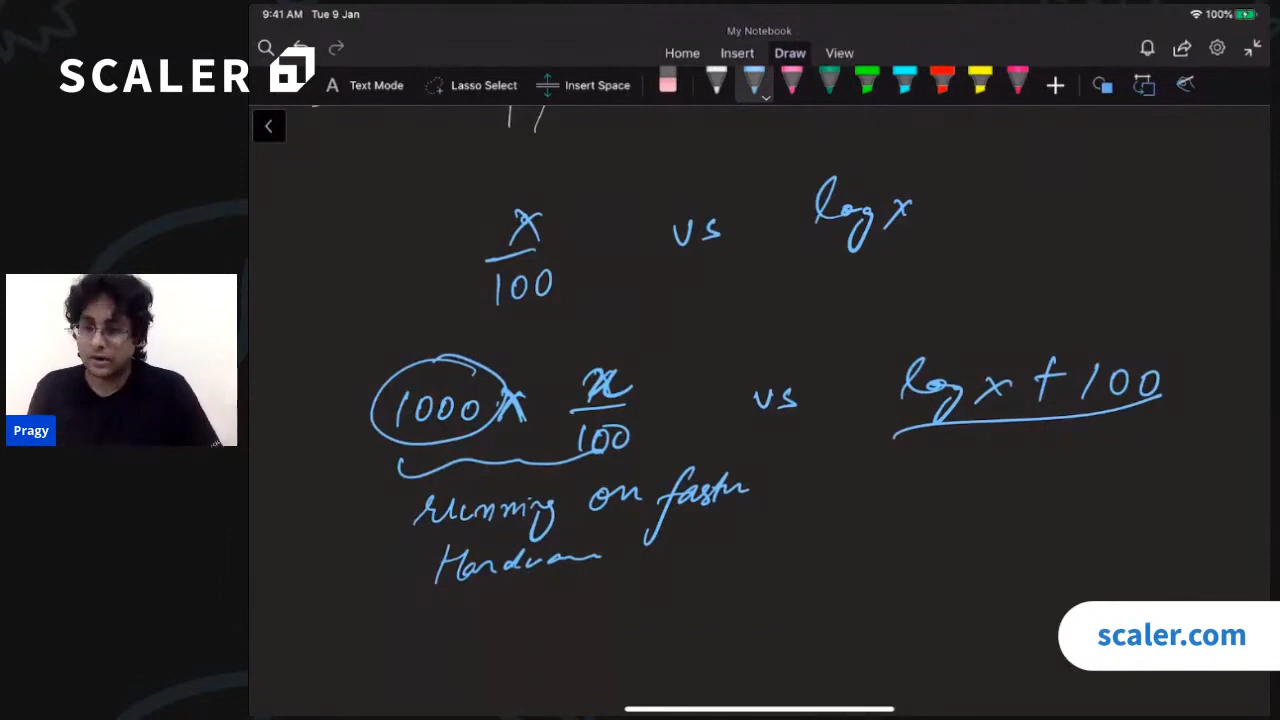 9:41 AM Tue 9 Jan
100%
My Notebook
Home Insert Draw View
SCALER
A Text Mode Lasso Select Insert Space
x/100 vs log x
1000 x x/100 vs log x + 100
Running on faster
Hardware
Pragy
scaler.com